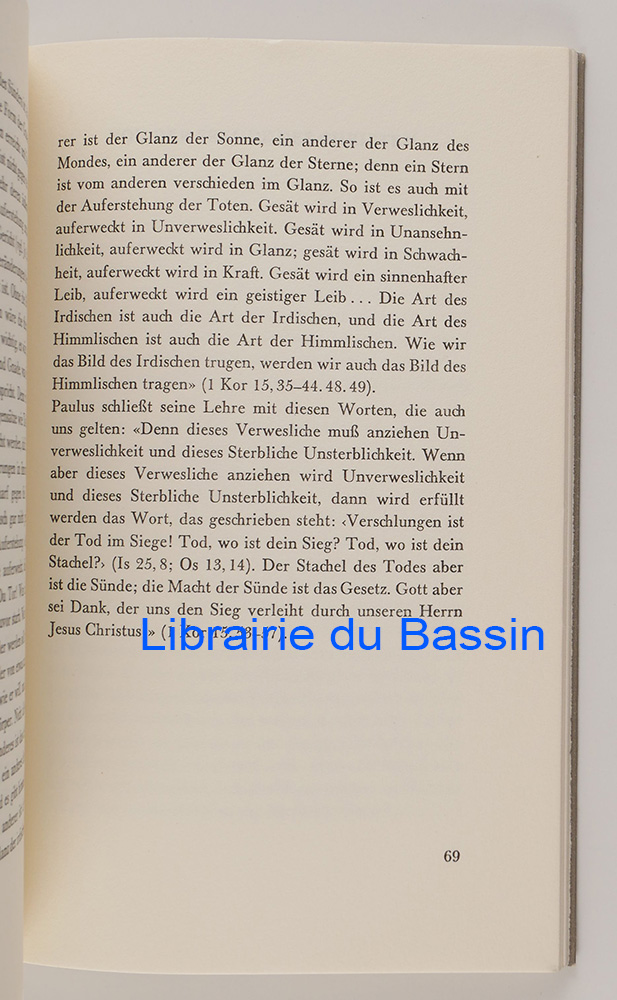 rer ist der Glanz der Sonne, ein anderer der Glanz des
Mondes, ein anderer der Glanz der Sterne; denn ein Stern
ist vom anderen verschieden im Glanz. So ist es auch mit
der Auferstehung der Toten. Gesät wird in Verweslichkeit,
auferweckt in Unverweslichkeit. Gesät wird in Unansehn-
lichkeit, auferweckt wird in Glanz; gesät wird in Schwach-
heit, auferweckt wird in Kraft. Gesät wird ein sinnenhafter
Leib, auferweckt wird ein geistiger Leib... Die Art des
Irdischen ist auch die Art der Irdischen, und die Art des
Himmlischen ist auch die Art der Himmlischen. Wie wir
das Bild des Irdischen trugen, werden wir auch das Bild des
Himmlischen tragen» (1 Kor 15, 35–44. 48. 49).
Paulus schließt seine Lehre mit diesen Worten, die auch
uns gelten: «Denn dieses Verwesliche muß anziehen Un-
verweslichkeit und dieses Sterbliche Unsterblichkeit. Wenn
aber dieses Verwesliche anziehen wird Unverweslichkeit
und dieses Sterbliche Unsterblichkeit, dann wird erfüllt
werden das Wort, das geschrieben steht: ‹Verschlungen ist
der Tod im Siege! Tod, wo ist dein Sieg? Tod, wo ist dein
Stachel?› (Is 25, 8; Os 13, 14). Der Stachel des Todes aber
ist die Sünde; die Macht der Sünde ist das Gesetz. Gott aber
sei Dank, der uns den Sieg verleiht durch unseren Herrn
Jesus Christus!» (1 Kor 15, 53–57).
Librairie du Bassin
69